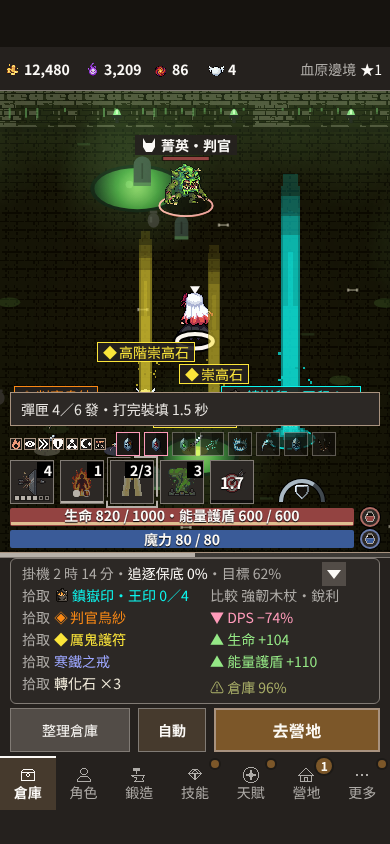 12,480 3,209 86 4 血原邊境 ★1
菁英·判官
高階崇高石
崇高石
彈匣 4／6 發·打完裝填 1.5 秒
4 1 2/3 3 1.7
生命 820 / 1000·能量護盾 600 / 600
魔力 80 / 80
掛機 2 時 14 分·追逐保底 0%·目標 62%
拾取 鎮嶽印·王印 0／4 比較 強韌木杖·銳利
拾取 判官烏紗 ▼ DPS −74%
拾取 厲鬼護符 ▲ 生命 +104
拾取 寒鐵之戒 ▲ 能量護盾 +110
拾取 轉化石 ×3 ⚠ 倉庫 96%
整理倉庫 自動 去營地
1
倉庫 角色 鍛造 技能 天賦 營地 更多